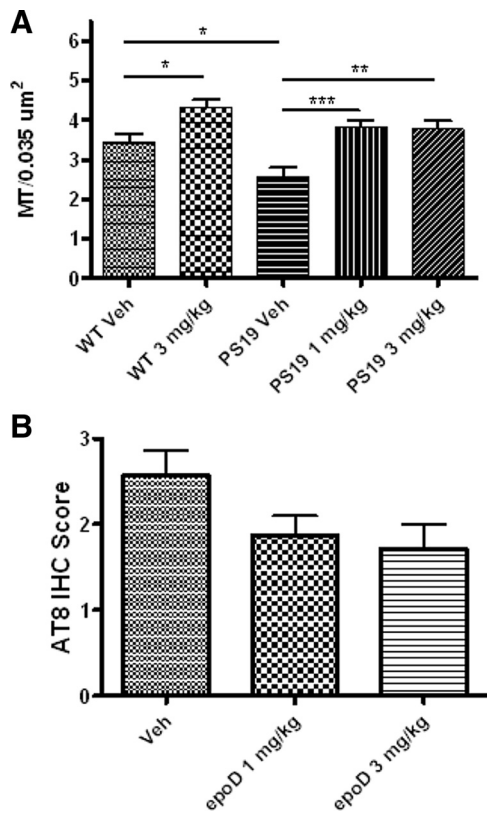 A
MT/0.035 um²
6
5
4
3
2
1
0
*
*
**
***
WT Veh
WT 3 mg/kg
PS19 Veh
PS19 1 mg/kg
PS19 3 mg/kg
B
AT8 IHC Score
3
2
1
0
Veh
epoD 1 mg/kg
epoD 3 mg/kg